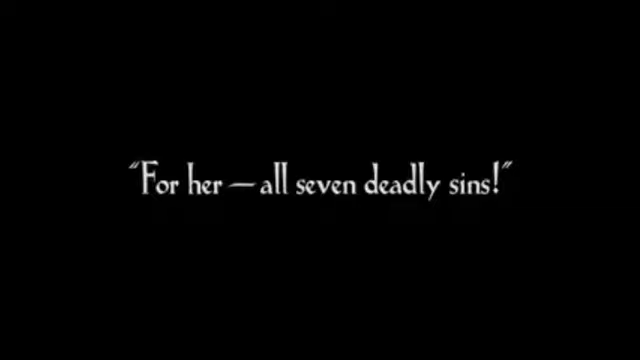 “For her — all seven deadly sins!”